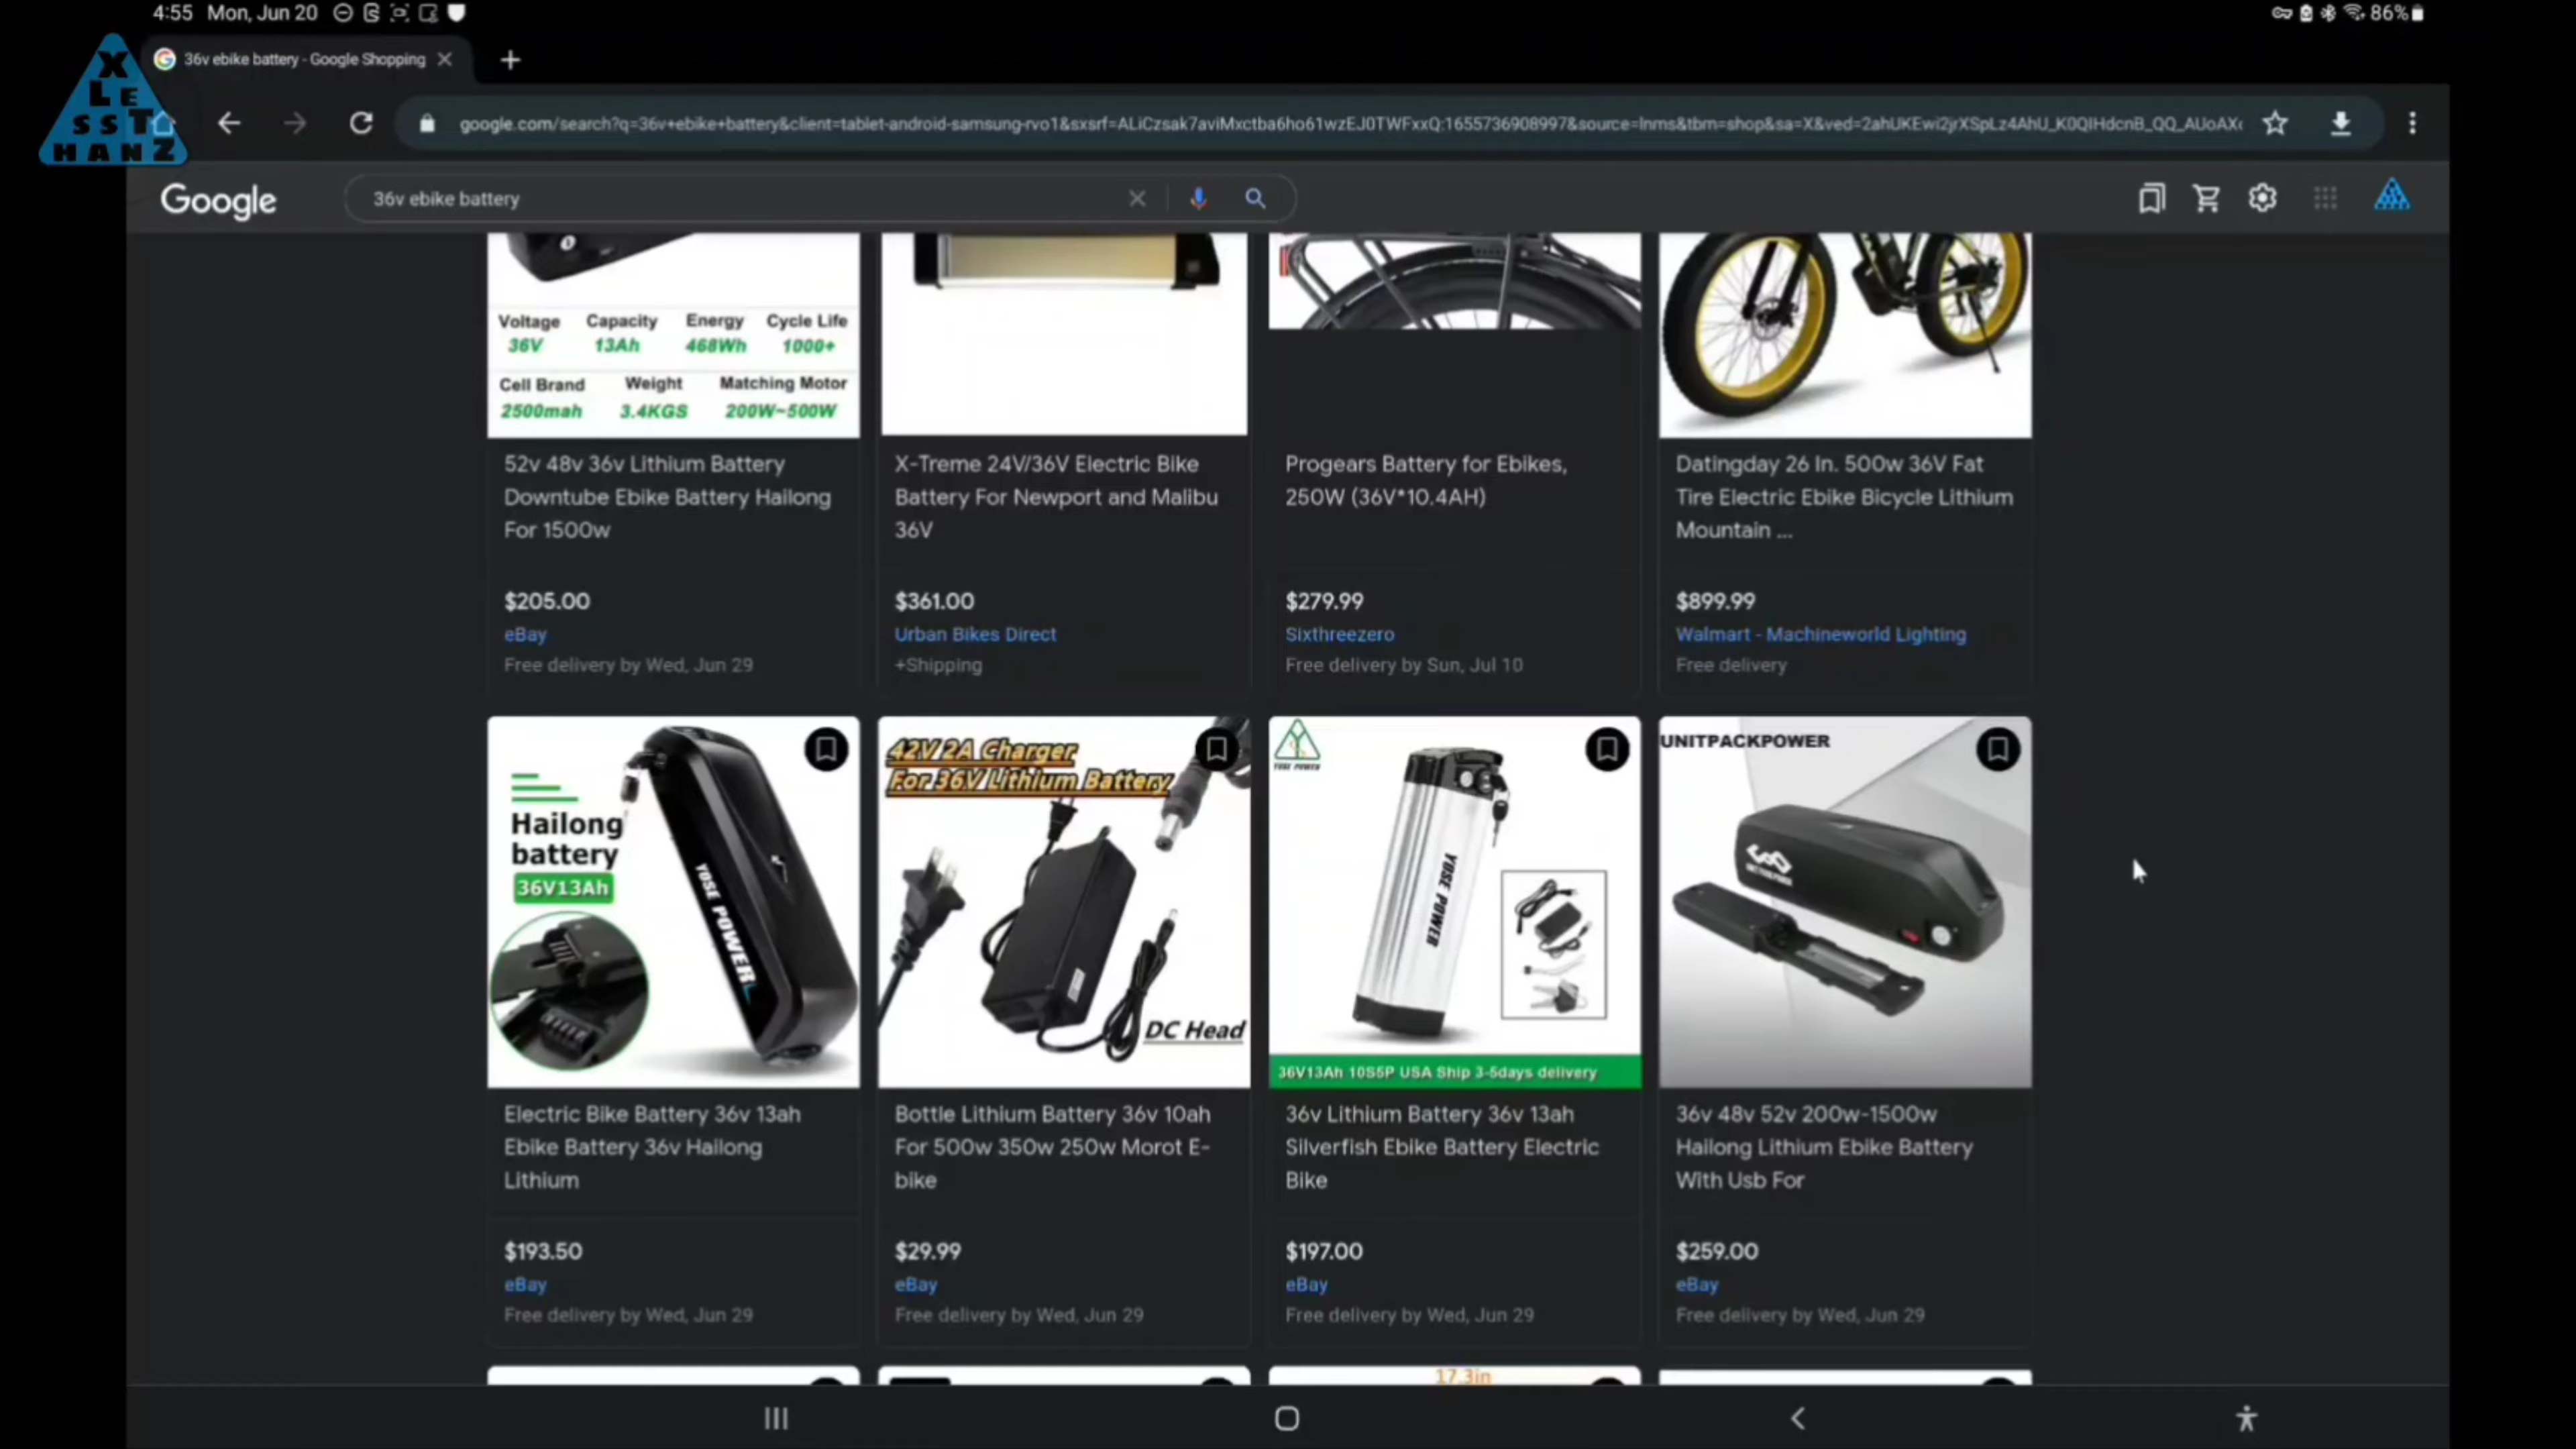 4:55 Mon, Jun 20
86%
X
L E
S S T
H A N Z
36v ebike battery - Google Shopping
google.com/search?q=36v+ebike+battery&client=tablet-android-samsung-rvo1&sxsrf=ALiCzsak7aviMxctba6ho61wzEJ0TWFxxQ:1655736908997&source=lnms&tbm=shop&sa=X&ved=2ahUKEwi2jrXSpLz4AhU_K0QIHdcnB_QQ_AUoAX
Google
36v ebike battery
Voltage Capacity Energy Cycle Life
36V 13Ah 468Wh 1000+
Cell Brand Weight Matching Motor
2500mah 3.4KGS 200W~500W
52v 48v 36v Lithium Battery
Downtube Ebike Battery Hailong
For 1500w
$205.00
eBay
Free delivery by Wed, Jun 29
X-Treme 24V/36V Electric Bike
Battery For Newport and Malibu
36V
$361.00
Urban Bikes Direct
+Shipping
Progears Battery for Ebikes,
250W (36V*10.4AH)
$279.99
Sixthreezero
Free delivery by Sun, Jul 10
Datingday 26 In. 500w 36V Fat
Tire Electric Ebike Bicycle Lithium
Mountain ...
$899.99
Walmart - Machineworld Lighting
Free delivery
Hailong
battery
36V13Ah
YOSE POWER
Electric Bike Battery 36v 13ah
Ebike Battery 36v Hailong
Lithium
$193.50
eBay
Free delivery by Wed, Jun 29
42V 2A Charger
For 36V Lithium Battery
DC Head
Bottle Lithium Battery 36v 10ah
For 500w 350w 250w Morot E-
bike
$29.99
eBay
Free delivery by Wed, Jun 29
YOSE POWER
YOSE POWER
36V13Ah 10S5P USA Ship 3-5days delivery
36v Lithium Battery 36v 13ah
Silverfish Ebike Battery Electric
Bike
$197.00
eBay
Free delivery by Wed, Jun 29
UNITPACKPOWER
36v 48v 52v 200w-1500w
Hailong Lithium Ebike Battery
With Usb For
$259.00
eBay
Free delivery by Wed, Jun 29
17.3in